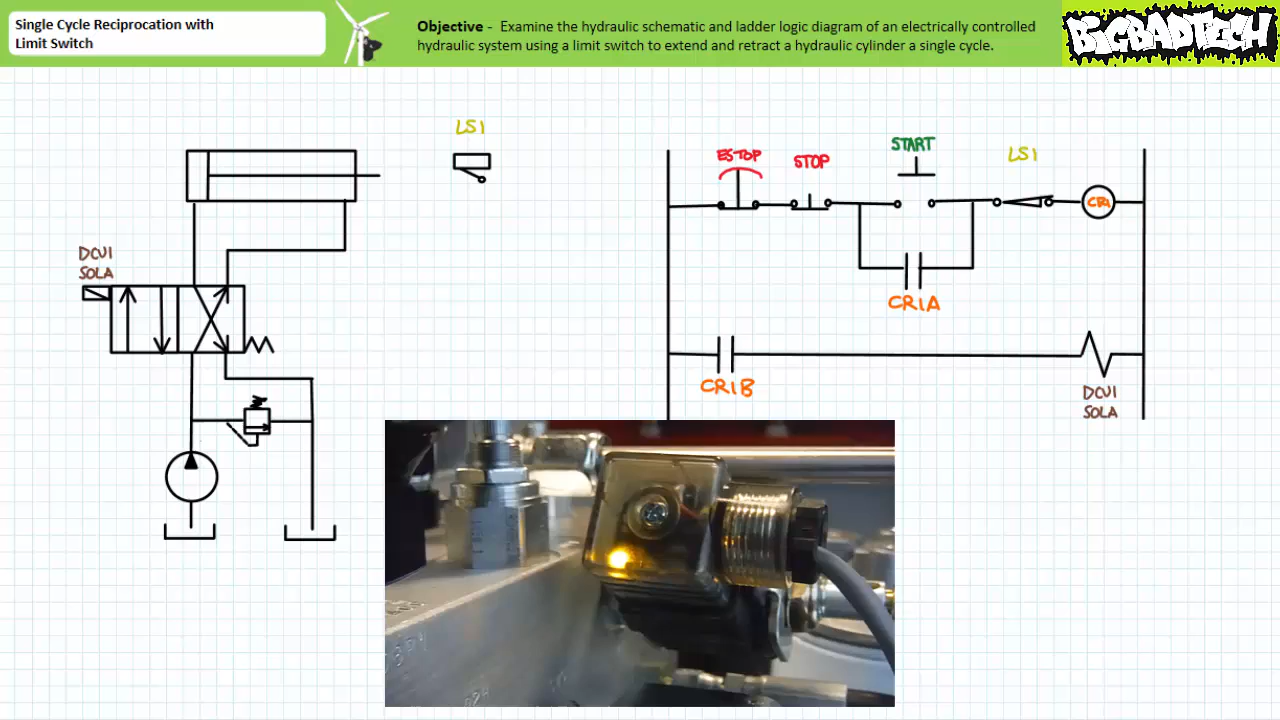 Single Cycle Reciprocation with
Limit Switch
Objective - Examine the hydraulic schematic and ladder logic diagram of an electrically controlled
hydraulic system using a limit switch to extend and retract a hydraulic cylinder a single cycle.
BIGBADTECH
LS1
ESTOP
STOP
START
LS1
CR1
DCV1
SOLA
CR1A
CR1B
DCV1
SOLA